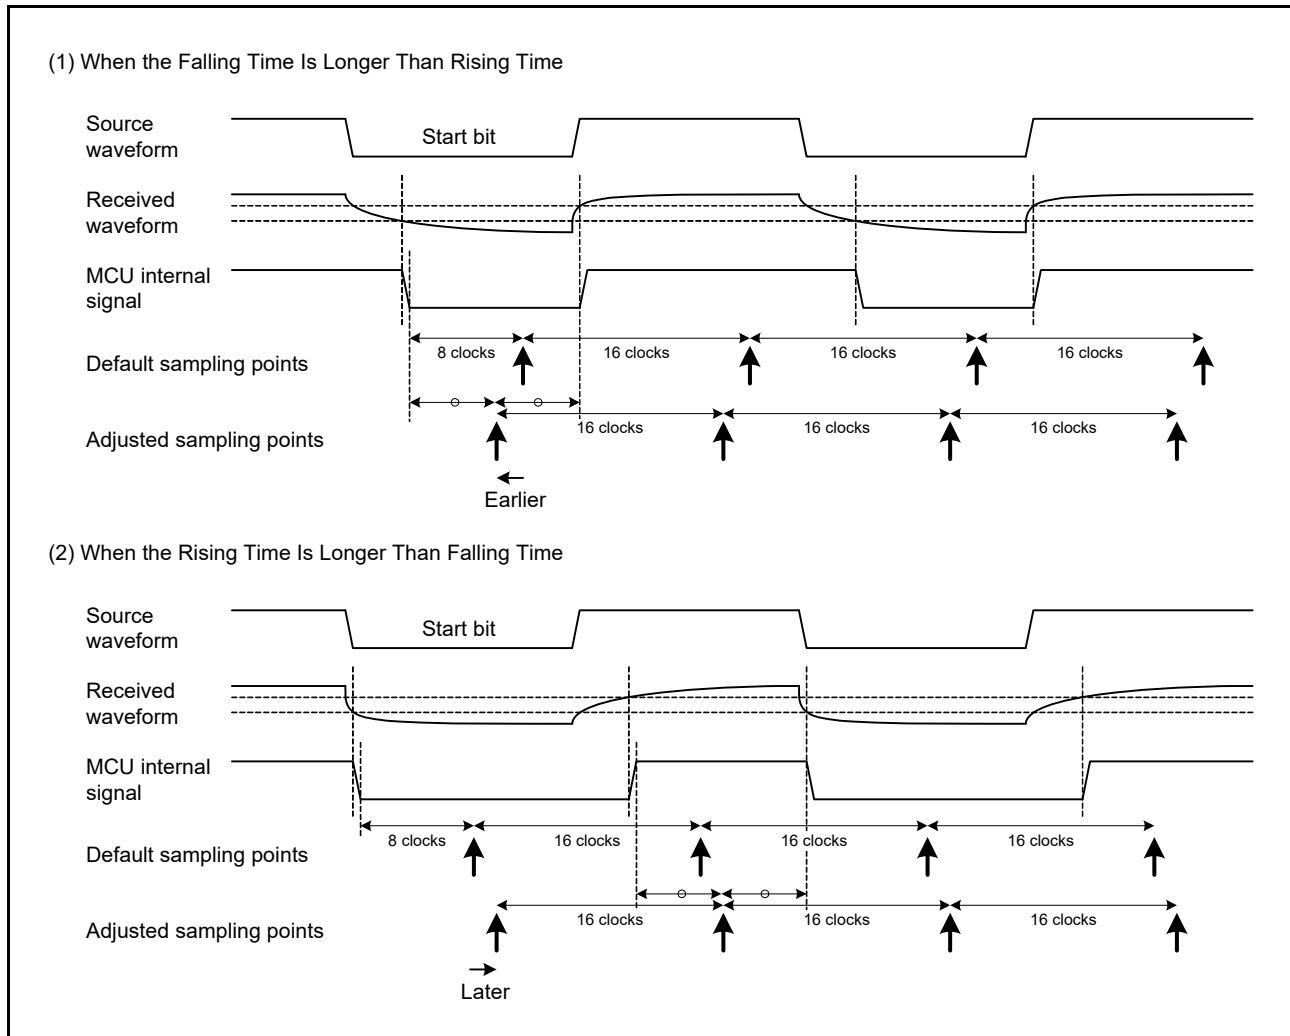 (1) When the Falling Time Is Longer Than Rising Time
Source
waveform
Start bit
Received
waveform
MCU internal
signal
8 clocks
16 clocks
16 clocks
16 clocks
Default sampling points
16 clocks
16 clocks
16 clocks
Adjusted sampling points
Earlier
(2) When the Rising Time Is Longer Than Falling Time
Source
waveform
Start bit
Received
waveform
MCU internal
signal
8 clocks
16 clocks
16 clocks
16 clocks
Default sampling points
16 clocks
16 clocks
16 clocks
Adjusted sampling points
Later